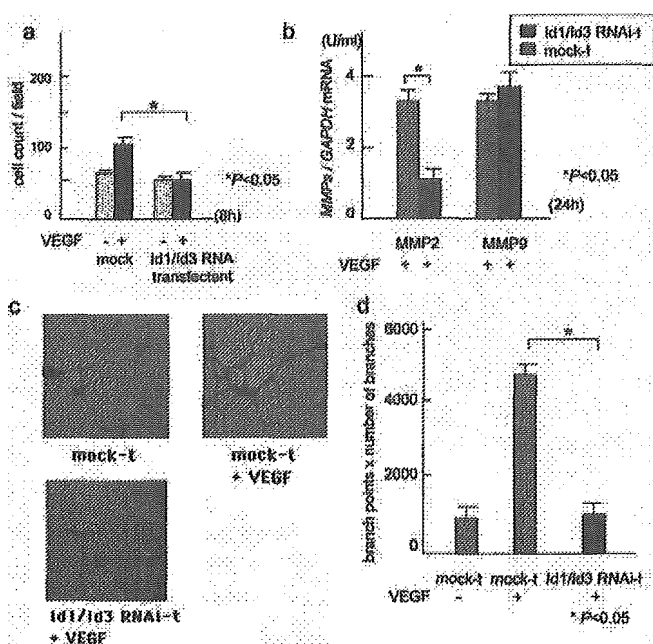 a
cell count / field
200
100
0
*
*P<0.05
VEGF - + - +
mock
Id1/Id3 RNA
transfectant
b
(U/ml)
MMPs / GAPDH mRNA
4
2
0
*
Id1/Id3 RNAi-t
mock-t
*P<0.05
(24h)
MMP2 MMP9
VEGF + + + +
c
mock-t
mock-t
+ VEGF
Id1/Id3 RNAi-t
+ VEGF
d
branch points x number of branches
6000
4000
2000
0
*
mock-t mock-t Id1/Id3 RNAi-t
VEGF - + +
*P<0.05